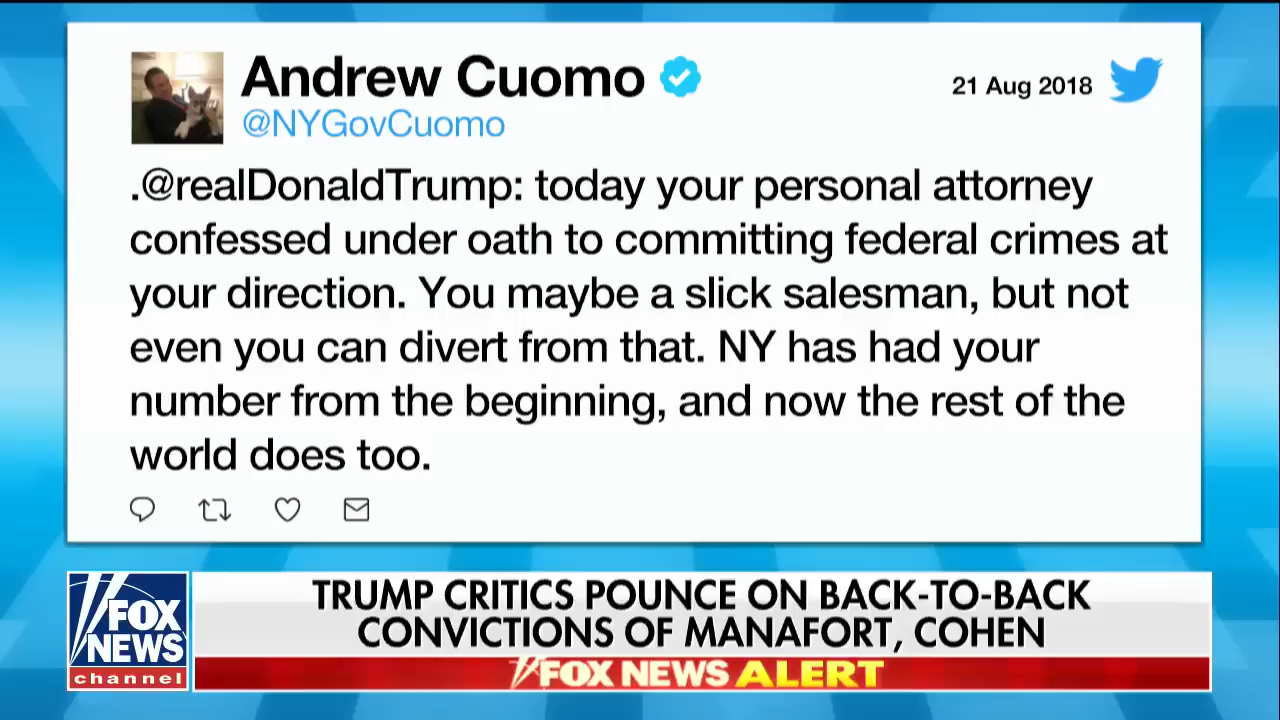 Andrew Cuomo
21 Aug 2018
@NYGovCuomo
.@realDonaldTrump: today your personal attorney
confessed under oath to committing federal crimes at
your direction. You maybe a slick salesman, but not
even you can divert from that. NY has had your
number from the beginning, and now the rest of the
world does too.
TRUMP CRITICS POUNCE ON BACK-TO-BACK
CONVICTIONS OF MANAFORT, COHEN
FOX
NEWS
channel
FOX NEWS ALERT